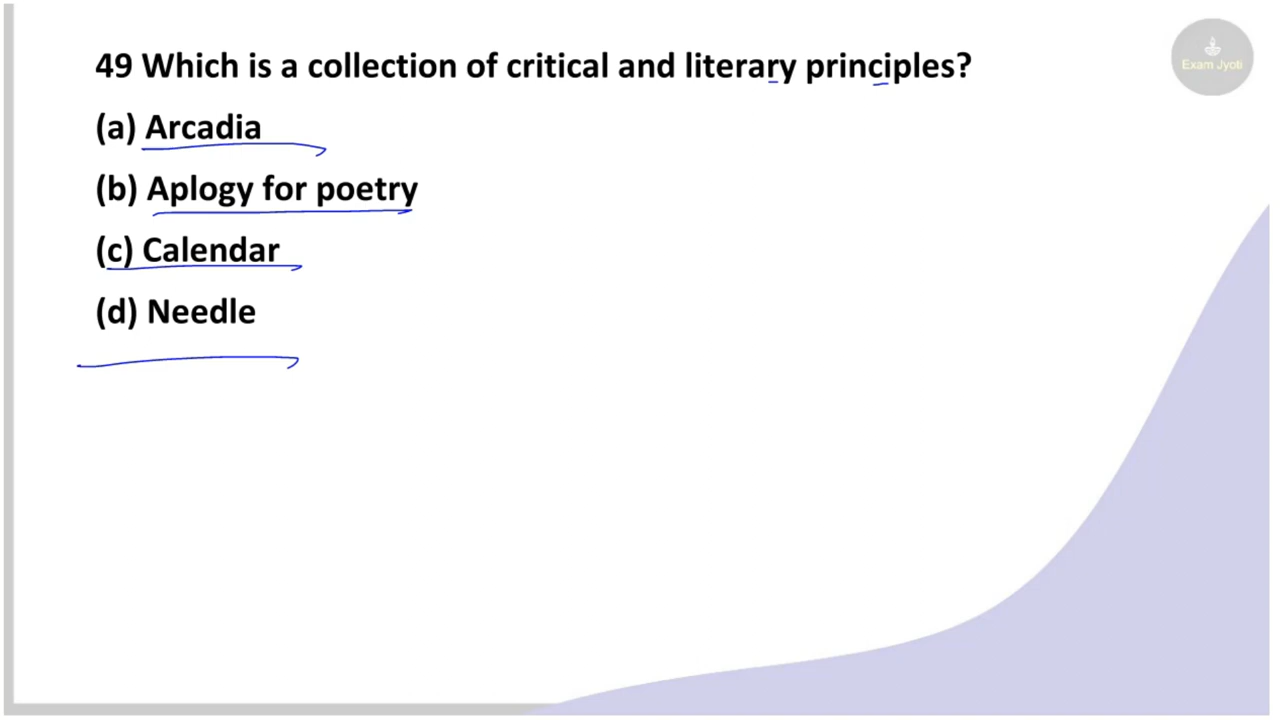 49 Which is a collection of critical and literary principles?
Exam Jyoti
(a) Arcadia
(b) Aplogy for poetry
(c) Calendar
(d) Needle